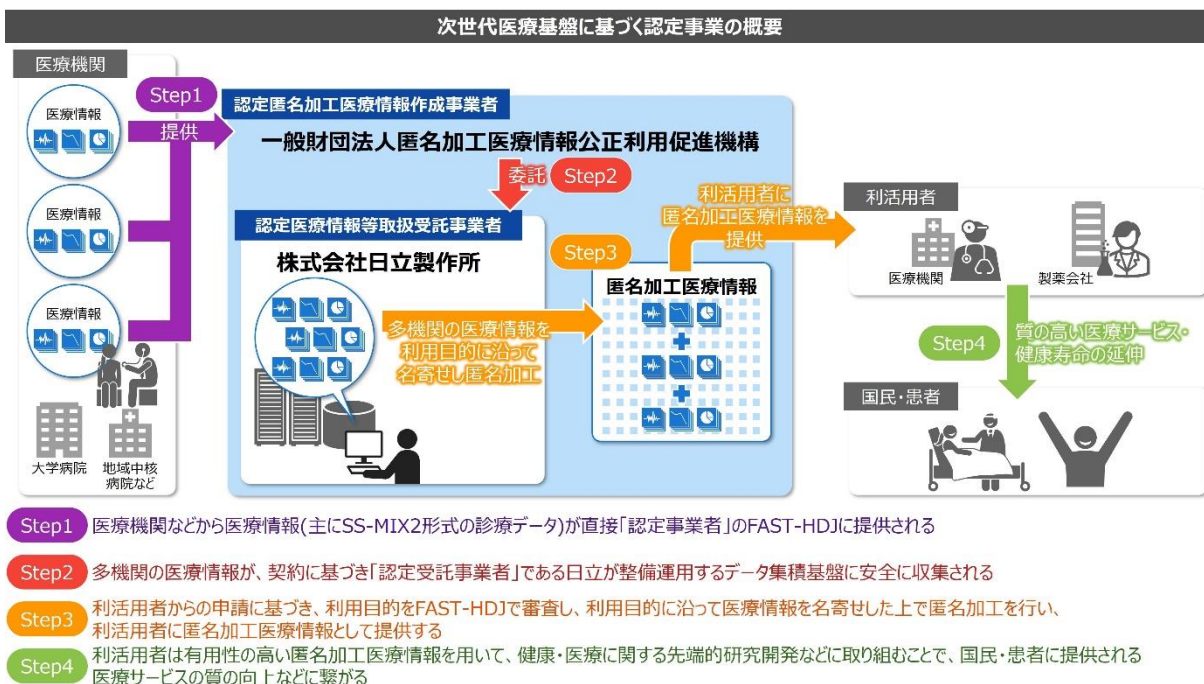 次世代医療基盤に基づく認定事業の概要
医療機関
医療情報
医療情報
医療情報
大学病院
地域中核
病院など
Step1
提供
認定匿名加工医療情報作成事業者
一般財団法人匿名加工医療情報公正利用促進機構
委託
Step2
認定医療情報等取扱受託事業者
株式会社日立製作所
多機関の医療情報を
利用目的に沿って
名寄せし匿名加工
Step3
匿名加工医療情報
利活用者に
匿名加工医療情報を
提供
利活用者
医療機関
製薬会社
Step4
質の高い医療サービス・
健康寿命の延伸
国民・患者
Step1 医療機関などから医療情報(主にSS-MIX2形式の診療データ)が直接「認定事業者」のFAST-HDJに提供される
Step2 多機関の医療情報が、契約に基づき「認定受託事業者」である日立が整備運用するデータ集積基盤に安全に収集される
Step3 利活用者からの申請に基づき、利用目的をFAST-HDJで審査し、利用目的に沿って医療情報を名寄せした上で匿名加工を行い、
利活用者に匿名加工医療情報として提供する
Step4 利活用者は有用性の高い匿名加工医療情報を用いて、健康・医療に関する先端的研究開発などに取り組むことで、国民・患者に提供される
医療サービスの質の向上などに繋がる